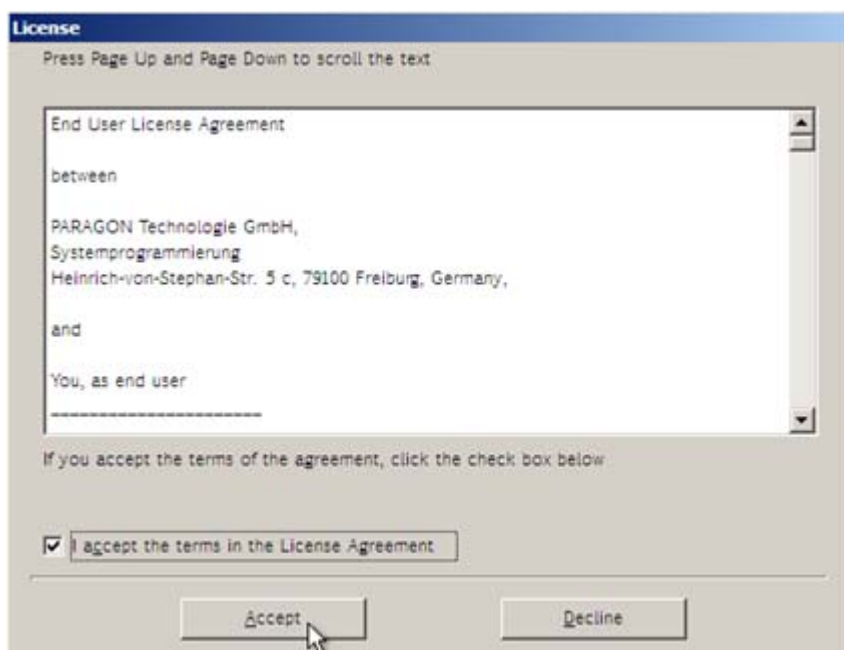 License
Press Page Up and Page Down to scroll the text
End User License Agreement
between
PARAGON Technologie GmbH,
Systemprogrammierung
Heinrich-von-Stephan-Str. 5 c, 79100 Freiburg, Germany,
and
You, as end user
----------------------
If you accept the terms of the agreement, click the check box below
I accept the terms in the License Agreement
Accept
Decline